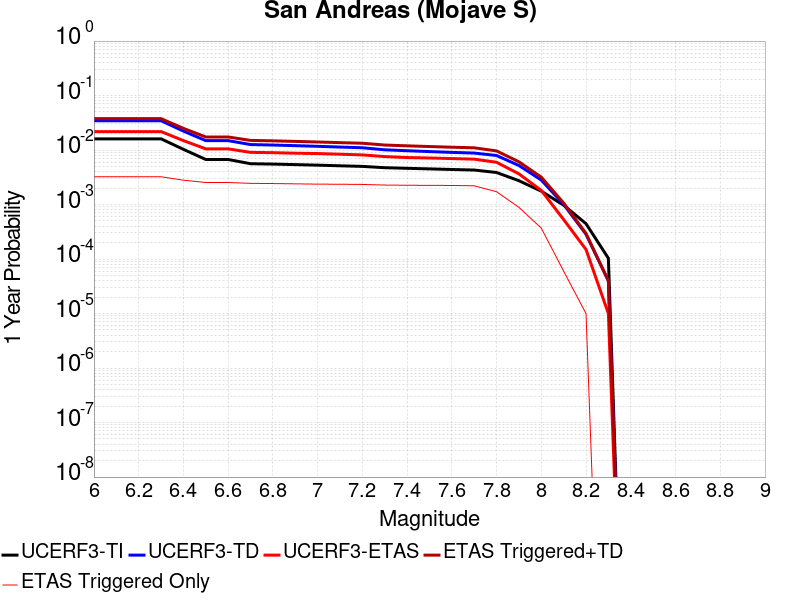 San Andreas (Mojave S)
10^0
10^-1
10^-2
10^-3
10^-4
10^-5
10^-6
10^-7
10^-8
1 Year Probability
6 6.2 6.4 6.6 6.8 7 7.2 7.4 7.6 7.8 8 8.2 8.4 8.6 8.8 9
Magnitude
UCERF3-TI UCERF3-TD UCERF3-ETAS ETAS Triggered+TD
ETAS Triggered Only